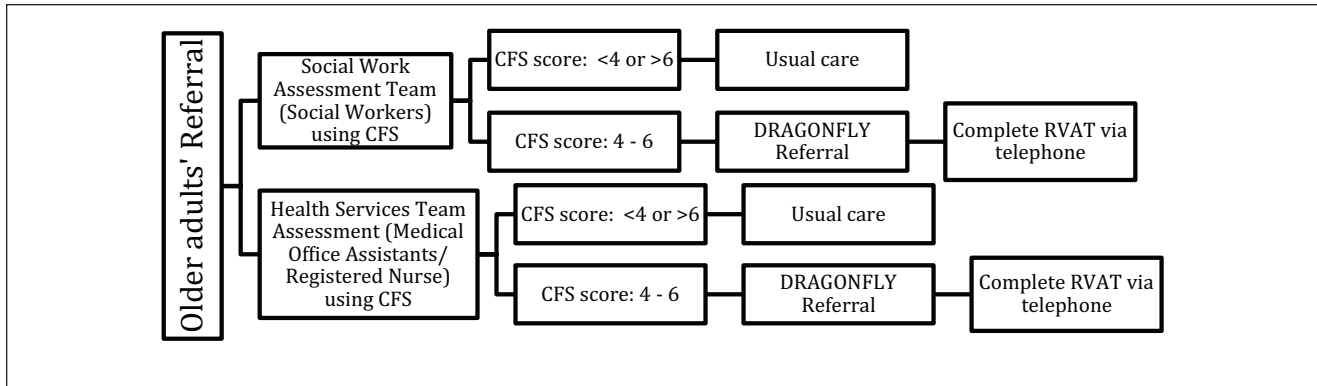 Older adults' Referral
Social Work
Assessment Team
(Social Workers)
using CFS
CFS score:  <4 or >6
Usual care
CFS score: 4 - 6
DRAGONFLY
Referral
Complete RVAT via
telephone
Health Services Team
Assessment (Medical
Office Assistants/
Registered Nurse)
using CFS
CFS score:  <4 or >6
Usual care
CFS score: 4 - 6
DRAGONFLY
Referral
Complete RVAT via
telephone